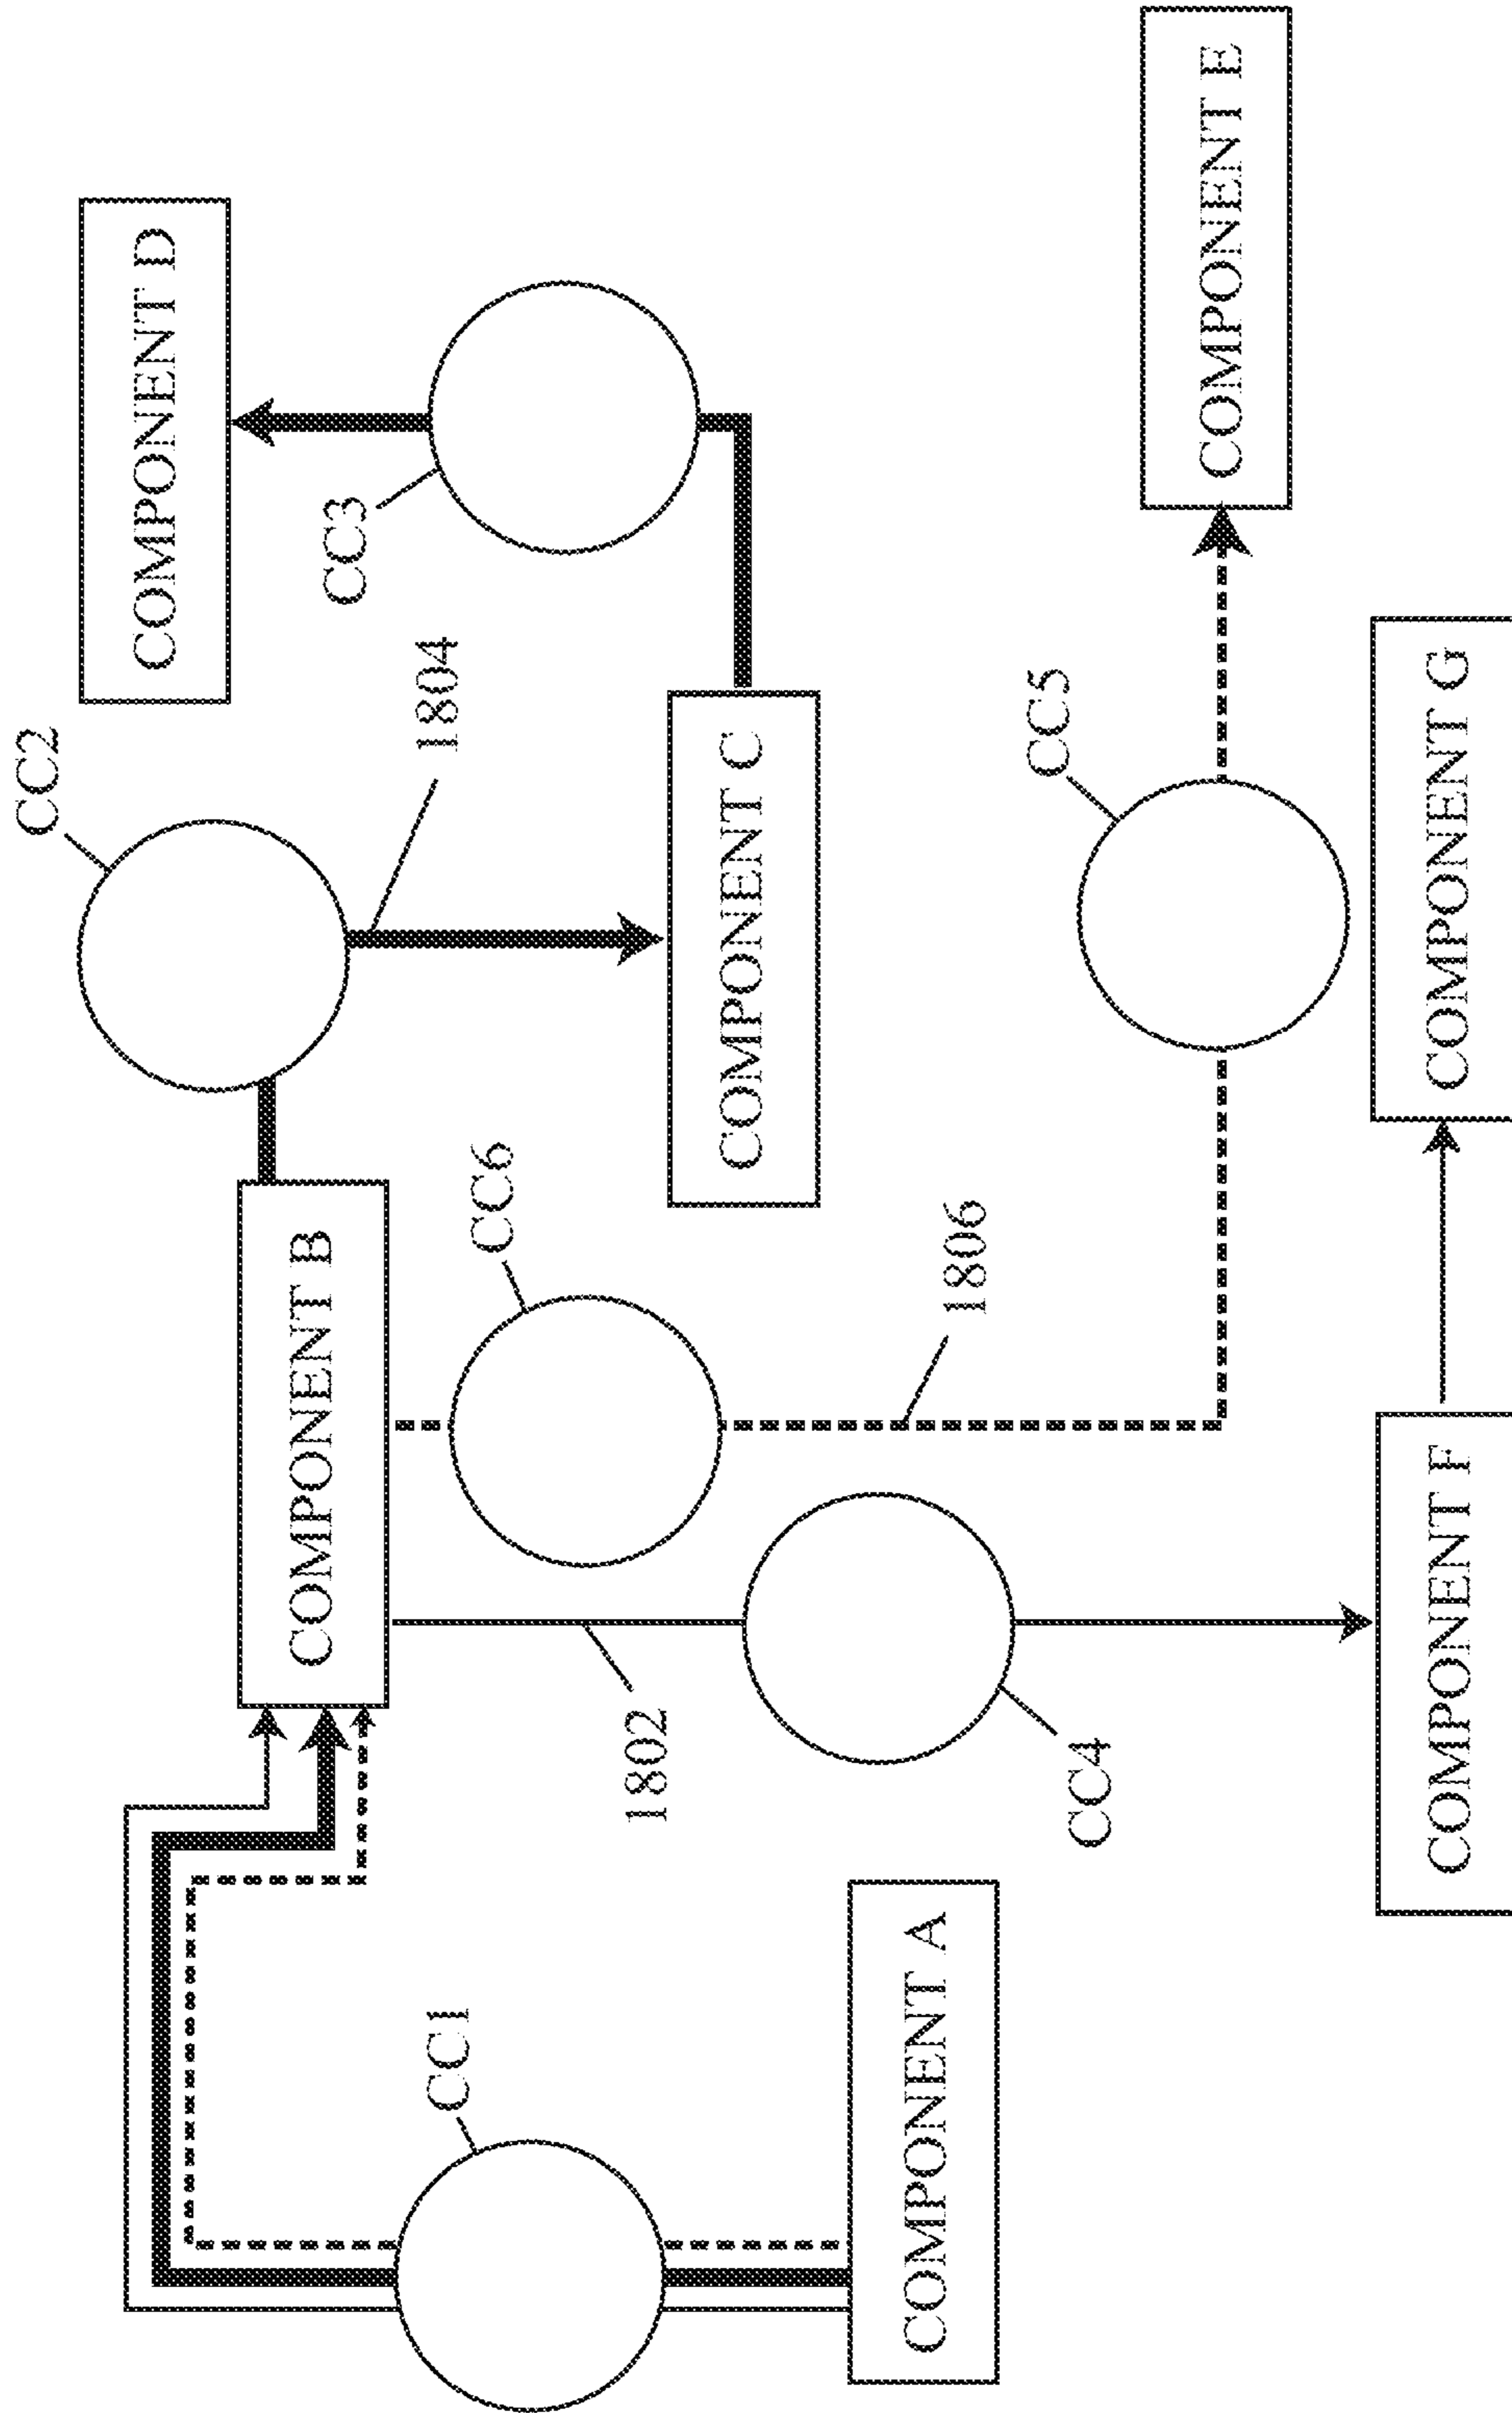 CC2
COMPONENT D
COMPONENT B
CC3
CC1
1804
CC6
1802
COMPONENT C
COMPONENT A
1806
CC5
CC4
COMPONENT E
COMPONENT F
COMPONENT G